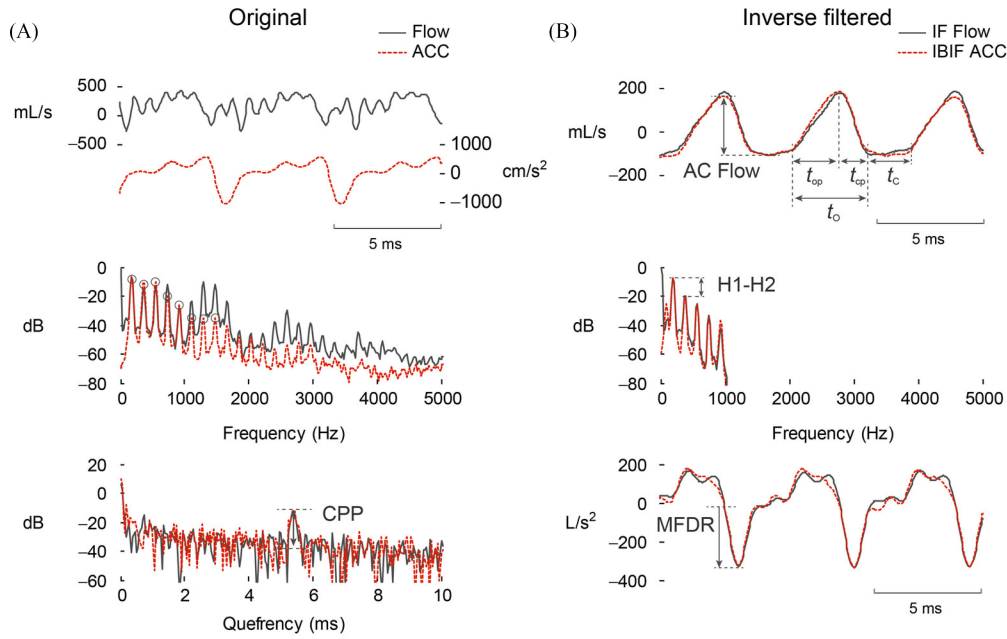 (A)
Original
Flow
ACC
mL/s
500
0
−500
1000
0
−1000
cm/s²
5 ms
0
−20
−40
−60
−80
dB
0 1000 2000 3000 4000 5000
Frequency (Hz)
20
0
−20
−40
−60
dB
CPP
0 2 4 6 8 10
Quefrency (ms)
(B)
Inverse filtered
IF Flow
IBIF ACC
200
0
−200
mL/s
AC Flow
top tcp tC
tO
5 ms
0
−20
−40
−60
−80
dB
H1-H2
0 1000 2000 3000 4000 5000
Frequency (Hz)
200
0
−200
−400
L/s²
MFDR
5 ms